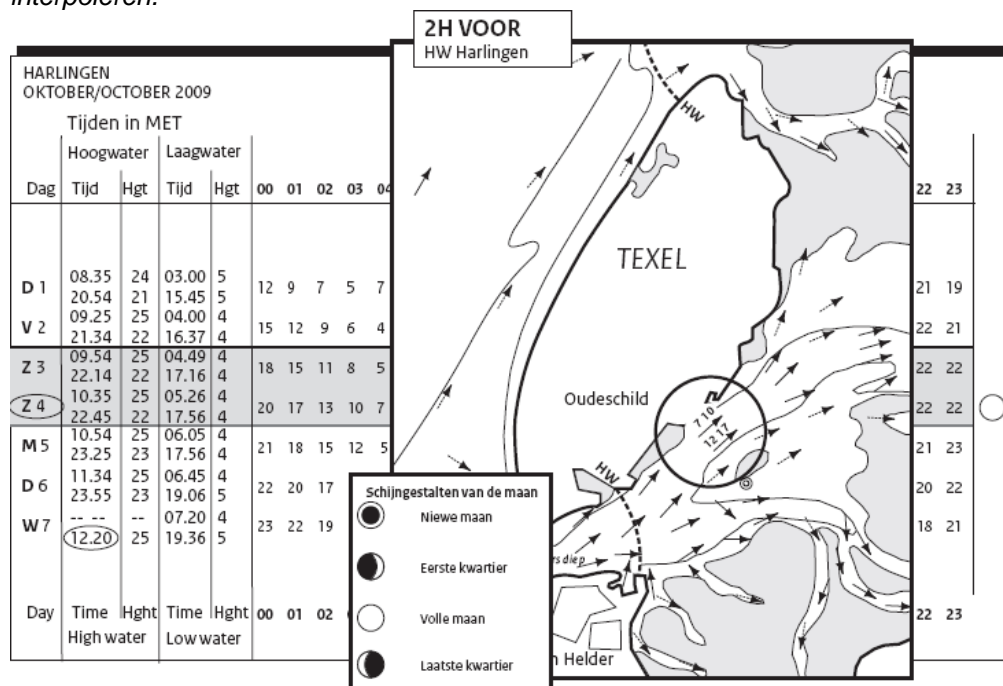 interpoleren.
2H VOOR
HW Harlingen
HARLINGEN
OKTOBER/OCTOBER 2009
Tijden in MET
Hoogwater Laagwater
Dag Tijd Hgt Tijd Hgt 00 01 02 03 04 22 23
08.35 24 03.00 5
D 1 12 9 7 5 7 21 19
20.54 21 15.45 5
09.25 25 04.00 4
V 2 15 12 9 6 4 22 21
21.34 22 16.37 4
09.54 25 04.49 4
Z 3 18 15 11 8 5 22 22
22.14 22 17.16 4
10.35 25 05.26 4
Z 4 20 17 13 10 7 22 22
22.45 22 17.56 4
10.54 25 06.05 4
M 5 21 18 15 12 5 21 23
23.25 23 17.56 4
11.34 25 06.45 4
D 6 22 20 17 20 22
23.55 23 19.06 5
-- -- -- 07.20 4
W 7 23 22 19 18 21
12.20 25 19.36 5
Day Time Hght Time Hght 00 01 02 22 23
High water Low water
HW
TEXEL
Oudeschild
7 10
12 17
HW
rs diep
n Helder
Schijngestalten van de maan
Niewe maan
Eerste kwartier
Volle maan
Laatste kwartier